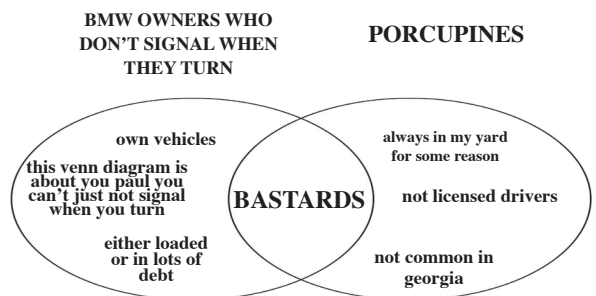 BMW OWNERS WHO
DON'T SIGNAL WHEN
THEY TURN
PORCUPINES
own vehicles
this venn diagram is
about you paul you
can't just not signal
when you turn
either loaded
or in lots of
debt
BASTARDS
always in my yard
for some reason
not licensed drivers
not common in
georgia